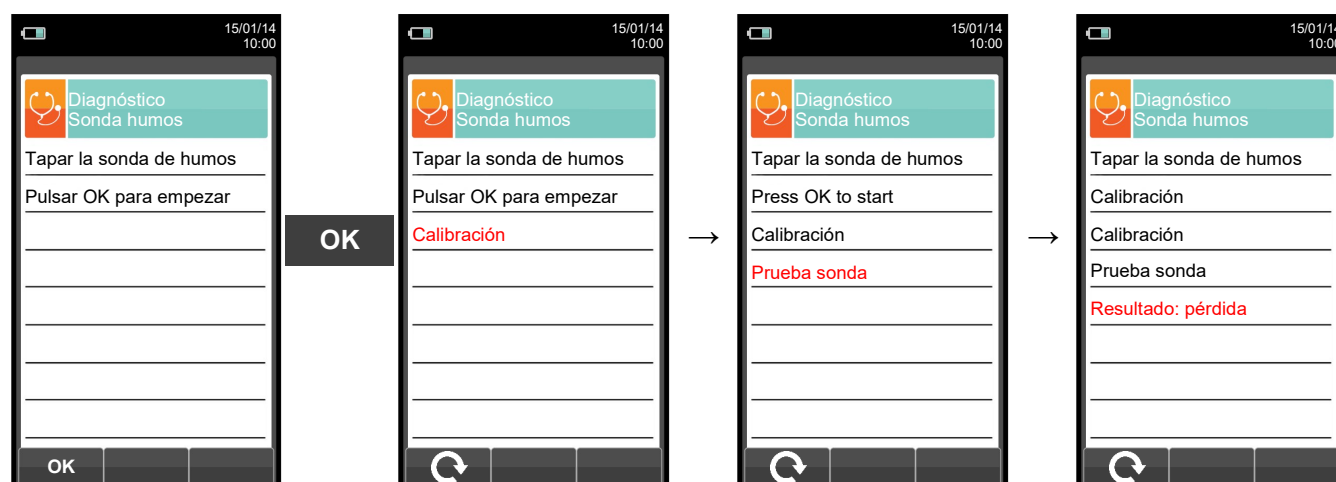 15/01/14
10:00
Diagnóstico
Sonda humos
Tapar la sonda de humos
Pulsar OK para empezar
OK
OK
15/01/14
10:00
Diagnóstico
Sonda humos
Tapar la sonda de humos
Pulsar OK para empezar
Calibración
→
15/01/14
10:00
Diagnóstico
Sonda humos
Tapar la sonda de humos
Press OK to start
Calibración
Prueba sonda
→
15/01/14
10:00
Diagnóstico
Sonda humos
Tapar la sonda de humos
Calibración
Calibración
Prueba sonda
Resultado: pérdida